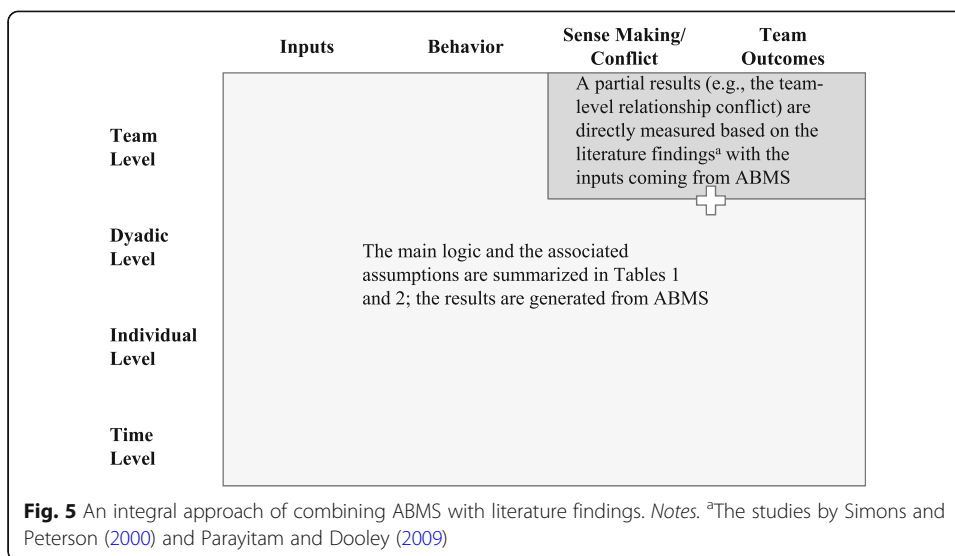 Inputs Behavior Sense Making/ Conflict Team Outcomes
Team Level
A partial results (e.g., the team-
level relationship conflict) are
directly measured based on the
literature findingsᵃ with the
inputs coming from ABMS
Dyadic Level
The main logic and the associated
assumptions are summarized in Tables 1
and 2; the results are generated from ABMS
Individual Level
Time Level
Fig. 5 An integral approach of combining ABMS with literature findings. Notes. ᵃThe studies by Simons and
Peterson (2000) and Parayitam and Dooley (2009)